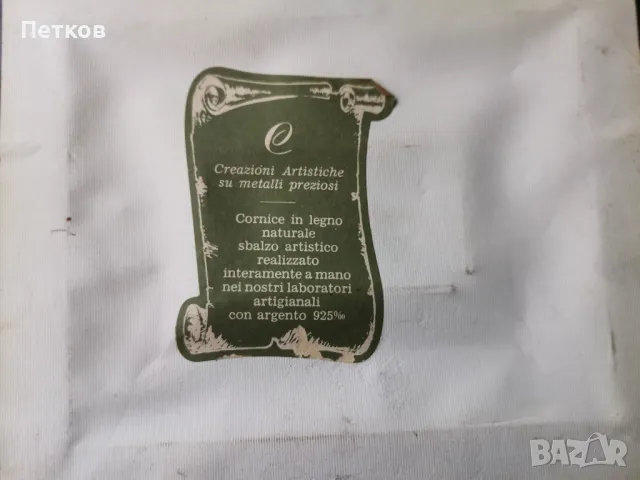 Петков
C
Creazioni Artistiche
su metalli preziosi
Cornice in legno
naturale
sbalzo artistico
realizzato
interamente a mano
nei nostri laboratori
artigianali
con argento 925‰
BAZAR